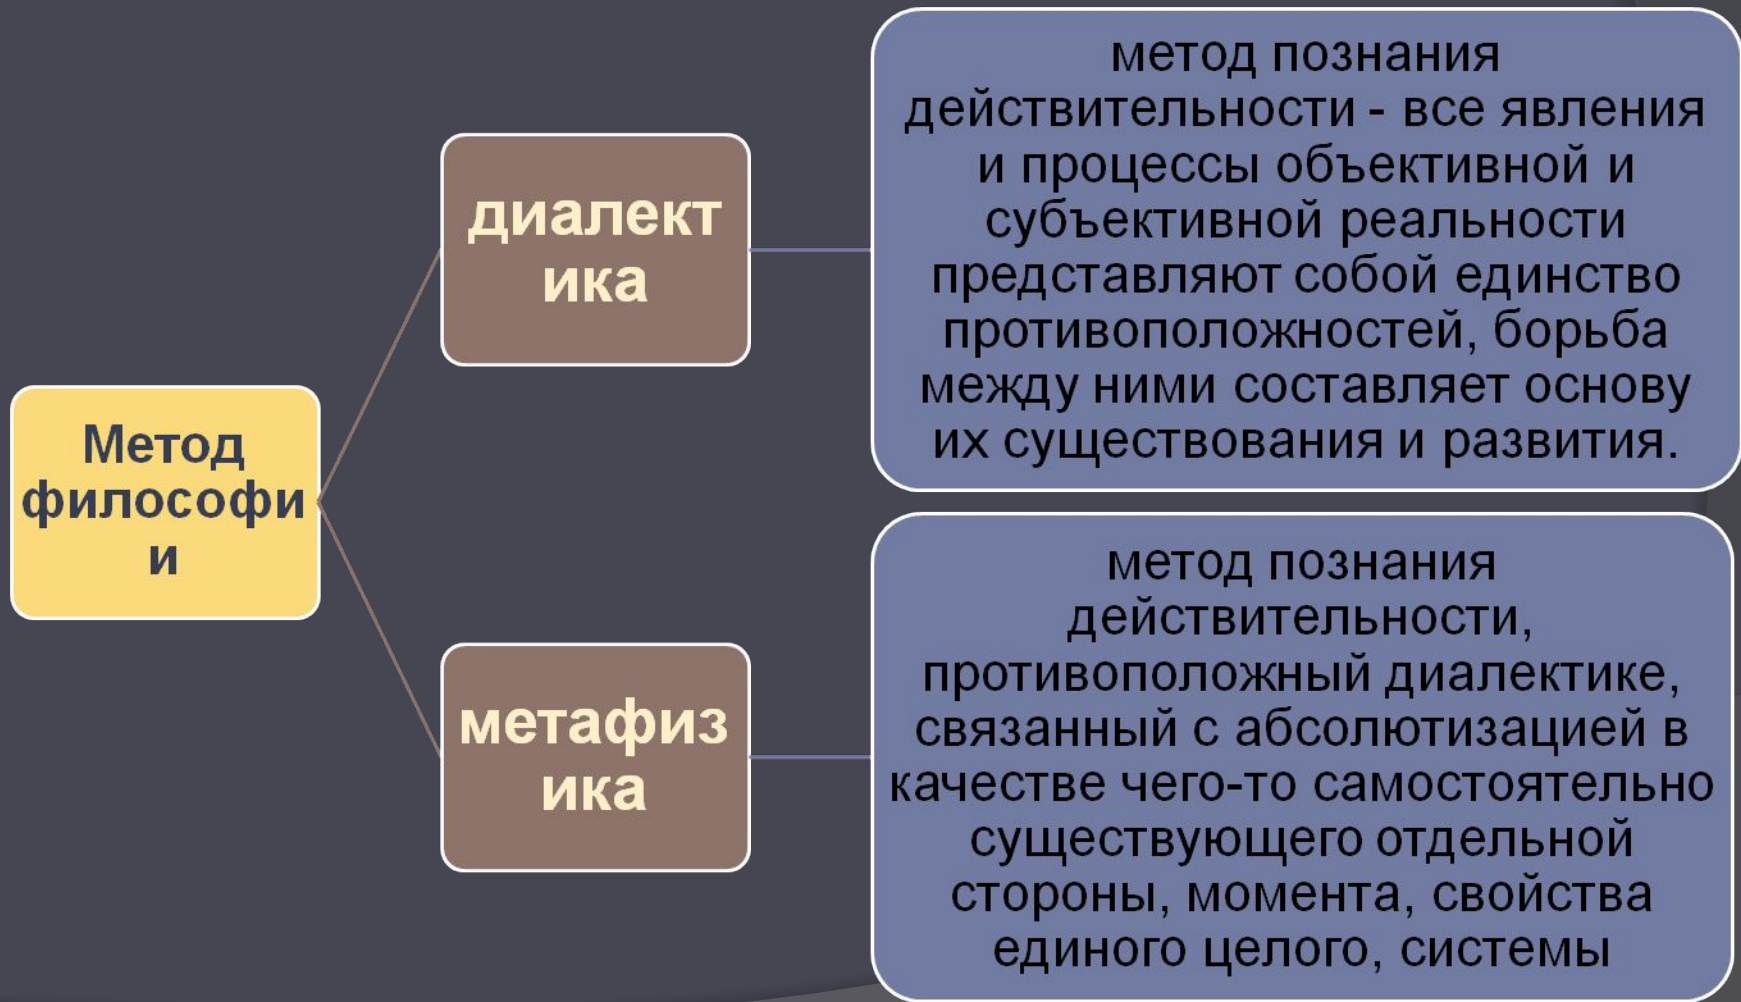 Метод
философи
и
диалект
ика
метод познания
действительности - все явления
и процессы объективной и
субъективной реальности
представляют собой единство
противоположностей, борьба
между ними составляет основу
их существования и развития.
метафиз
ика
метод познания
действительности,
противоположный диалектике,
связанный с абсолютизацией в
качестве чего-то самостоятельно
существующего отдельной
стороны, момента, свойства
единого целого, системы